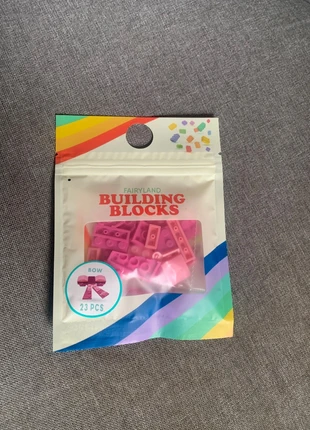 FAIRYLAND
BUILDING
BLOCKS
BOW
23 PCS